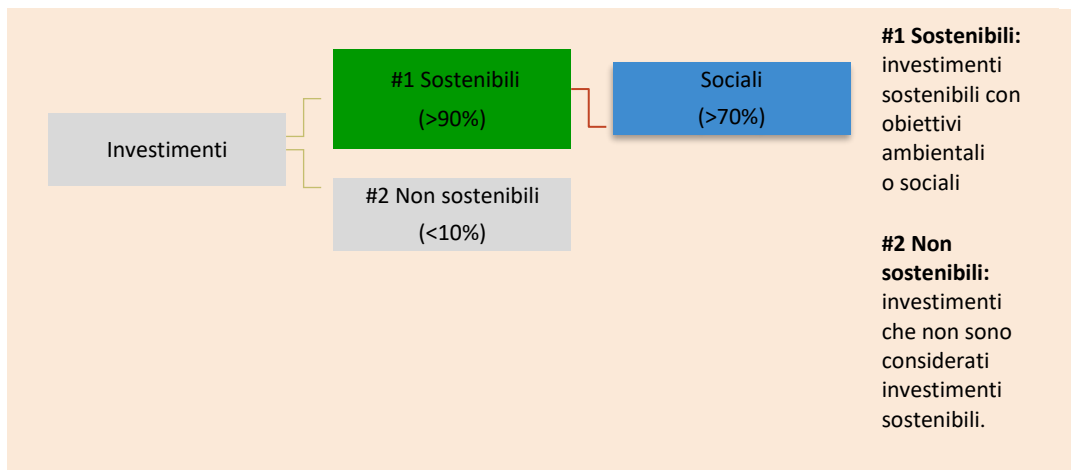 Investimenti
#1 Sostenibili
(>90%)
Sociali
(>70%)
#2 Non sostenibili
(<10%)
#1 Sostenibili:
investimenti
sostenibili con
obiettivi
ambientali
o sociali
#2 Non
sostenibili:
investimenti
che non sono
considerati
investimenti
sostenibili.